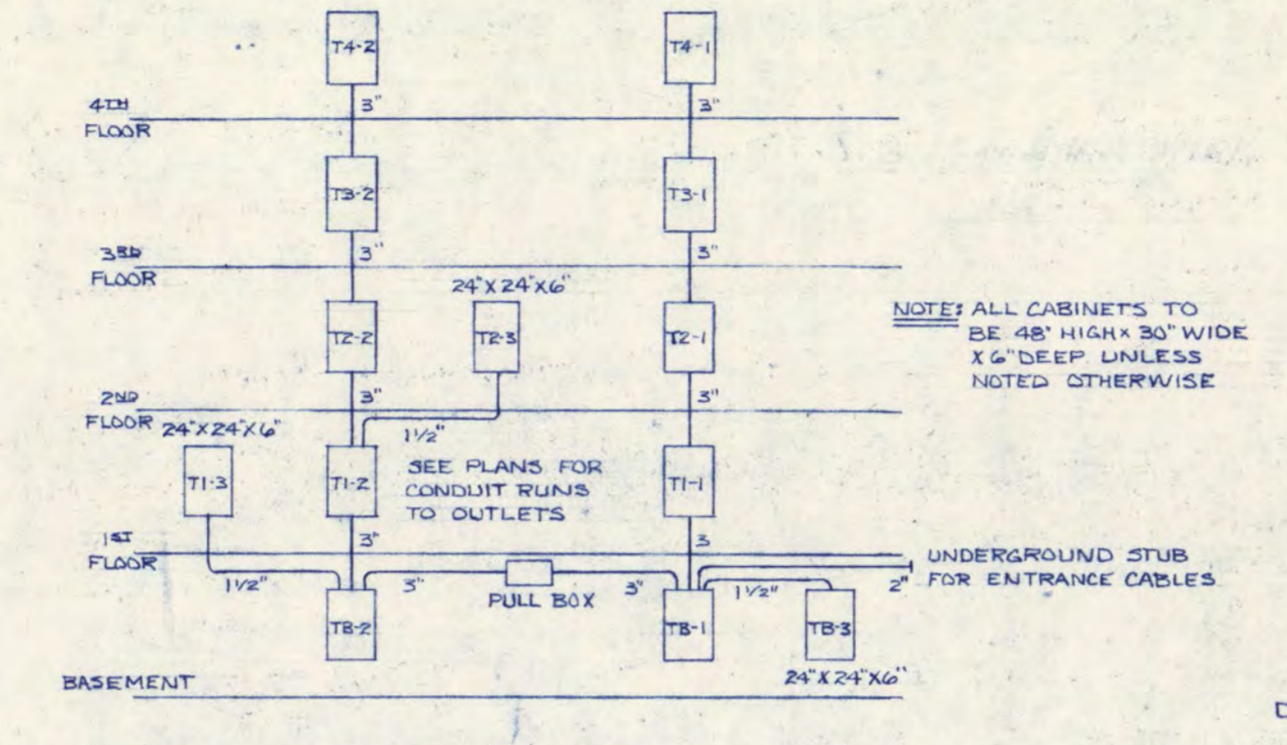 T4-2
T4-1
3"
3"
4TH
FLOOR
T3-2
T3-1
3"
3"
3RD
FLOOR
24"X24"X6"
T2-2
T2-3
T2-1
NOTE: ALL CABINETS TO
BE 48" HIGH X 30" WIDE
X 6" DEEP UNLESS
NOTED OTHERWISE
3"
3"
2ND
FLOOR
24"X24"X6"
1 1/2"
T1-3
T1-2
SEE PLANS FOR
CONDUIT RUNS
TO OUTLETS
T1-1
3"
3
1ST
FLOOR
UNDERGROUND STUB
FOR ENTRANCE CABLES
1 1/2"
3"
PULL BOX
3"
1 1/2"
2"
TB-2
TB-1
TB-3
24"X24"X6"
BASEMENT